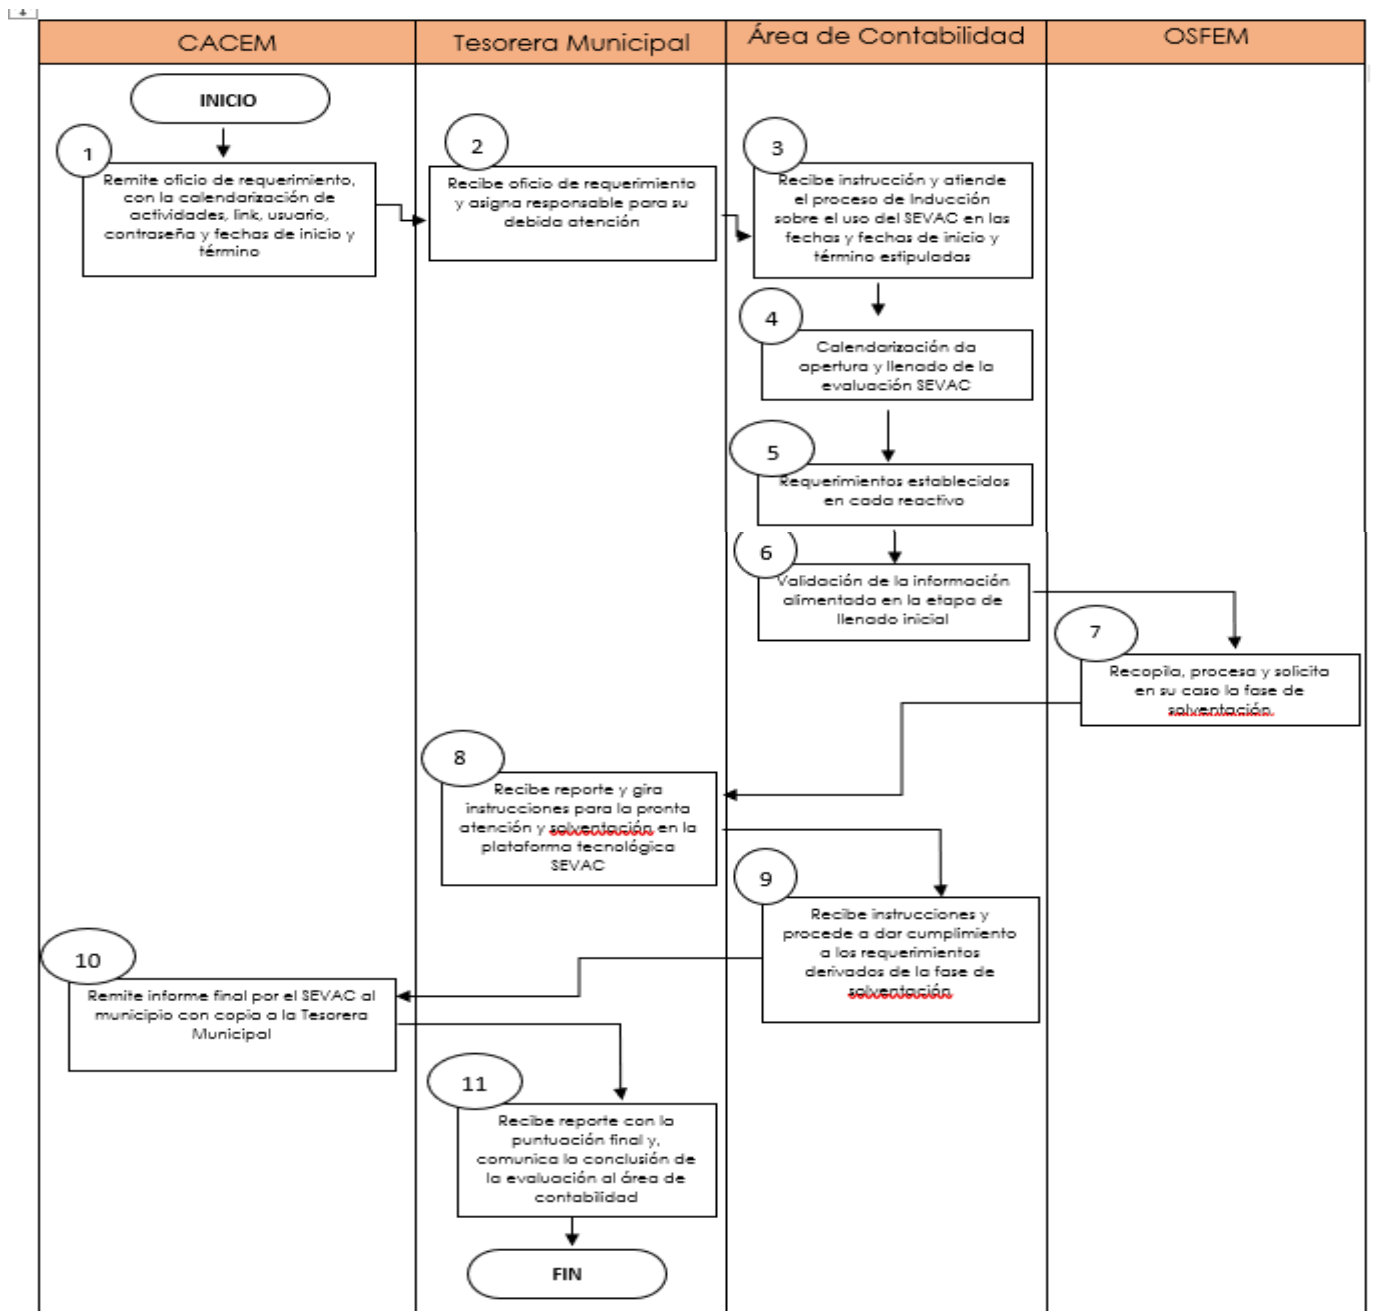 CACEM
Tesorera Municipal
Área de Contabilidad
OSFEM
INICIO
1
Remite oficio de requerimiento,
con la calendarización de
actividades, link, usuario,
contraseña y fechas de inicio y
término
2
Recibe oficio de requerimiento
y asigna responsable para su
debida atención
3
Recibe instrucción y atiende
el proceso de Inducción
sobre el uso del SEVAC en las
fechas y fechas de inicio y
término estipuladas
4
Calendarización da
apertura y llenado de la
evaluación SEVAC
5
Requerimientos establecidos
en cada reactivo
6
Validación de la información
alimentada en la etapa de
llenado inicial
7
Recopila, procesa y solicita
en su caso la fase de
solventación.
8
Recibe reporte y gira
instrucciones para la pronta
atención y solventación en la
plataforma tecnológica
SEVAC
9
Recibe instrucciones y
procede a dar cumplimiento
a los requerimientos
derivados de la fase de
solventación.
10
Remite informe final por el SEVAC al
municipio con copia a la Tesorera
Municipal
11
Recibe reporte con la
puntuación final y,
comunica la conclusión de
la evaluación al área de
contabilidad
FIN